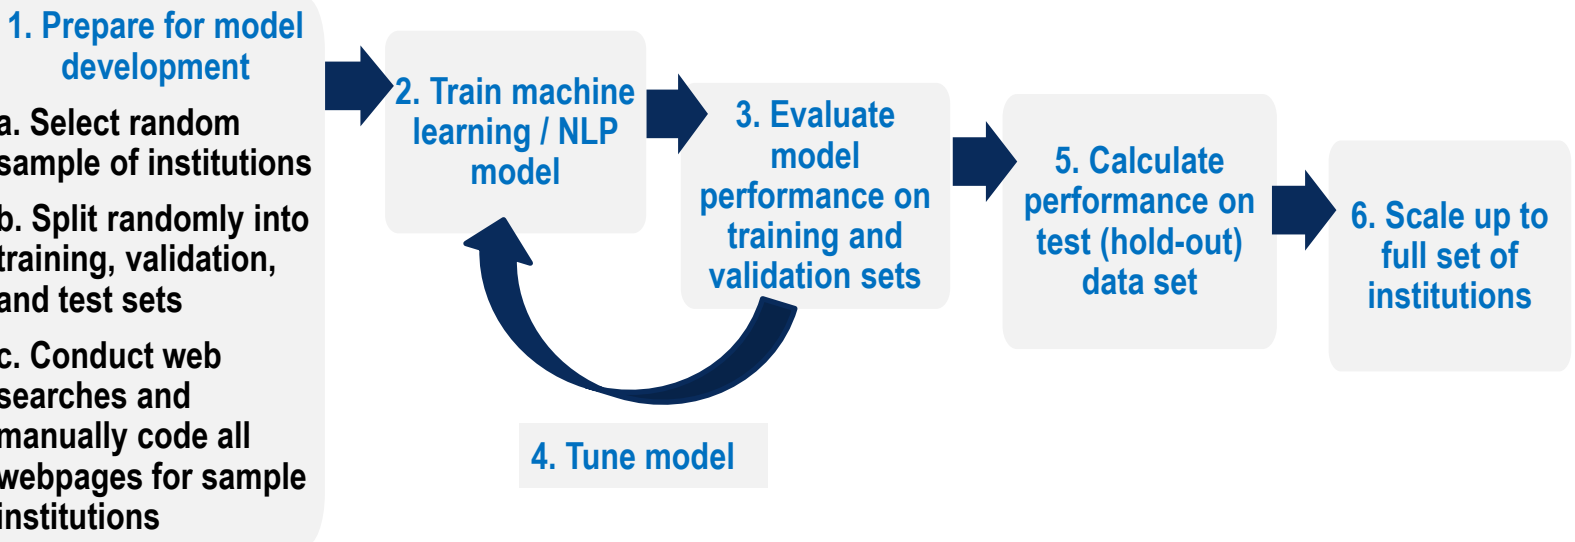 1. Prepare for model
development
a. Select random
sample of institutions
b. Split randomly into
training, validation,
and test sets
c. Conduct web
searches and
manually code all
webpages for sample
institutions
2. Train machine
learning / NLP
model
3. Evaluate
model
performance on
training and
validation sets
4. Tune model
5. Calculate
performance on
test (hold-out)
data set
6. Scale up to
full set of
institutions